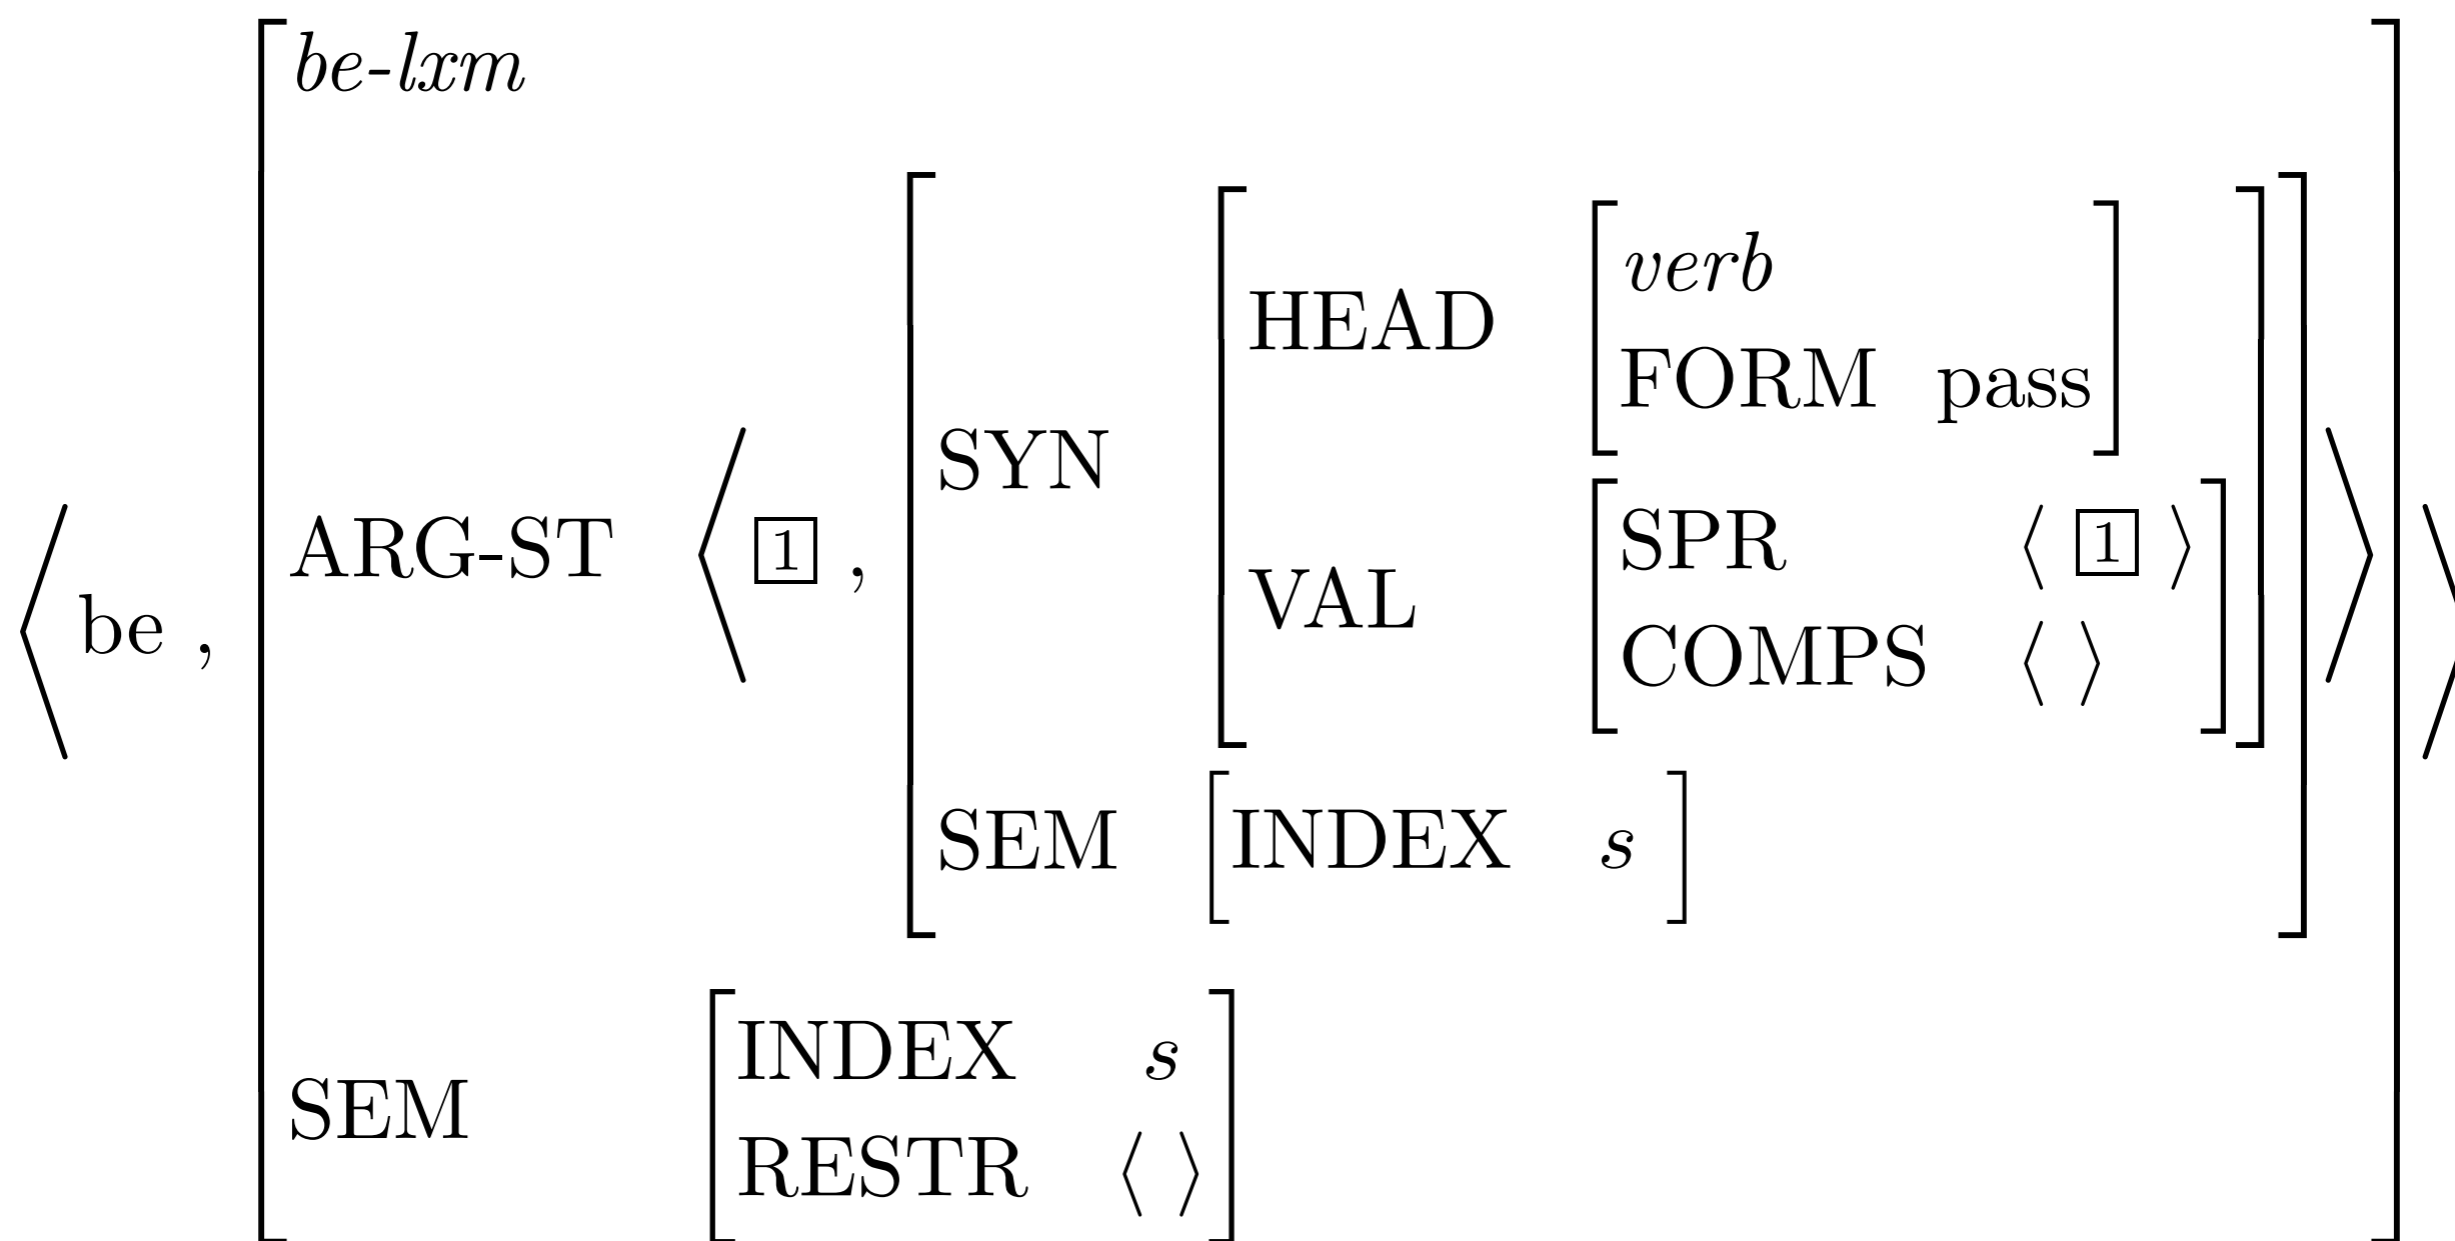 be-lxm
verb
HEAD
FORM pass
SYN
SPR ⟨ 1 ⟩
ARG-ST ⟨ 1 ,
VAL
⟨ be ,
COMPS ⟨ ⟩
SEM [INDEX s]
INDEX s
SEM
RESTR ⟨ ⟩